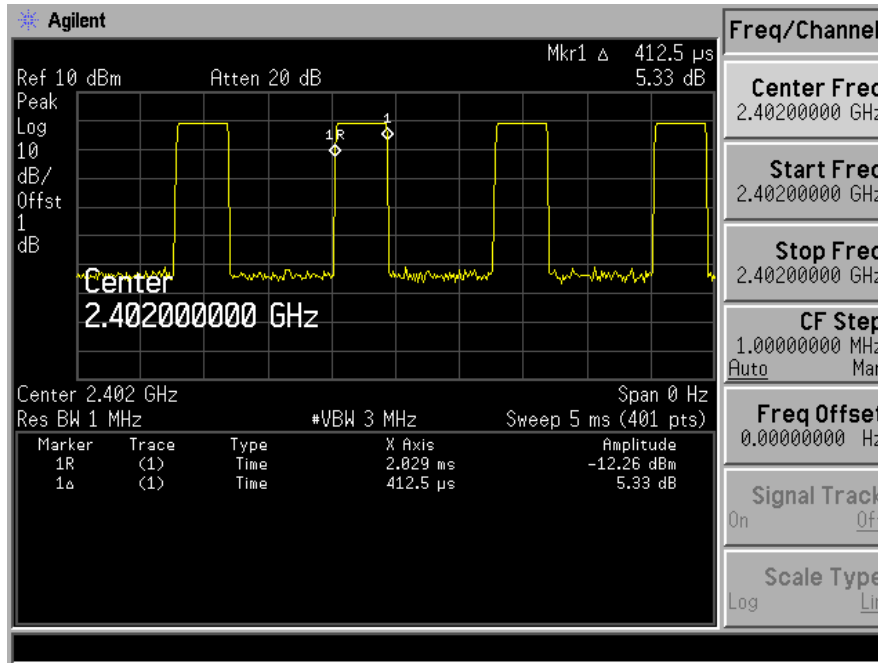 Agilent
Freq/Channel
Mkr1 Δ 412.5 µs
Ref 10 dBm Atten 20 dB 5.33 dB
Peak
Log
10
dB/
Offst
1
dB
1R
1
Center
2.402000000 GHz
Center 2.402 GHz Span 0 Hz
Res BW 1 MHz #VBW 3 MHz Sweep 5 ms (401 pts)
Marker Trace Type X Axis Amplitude
1R (1) Time 2.029 ms -12.26 dBm
1Δ (1) Time 412.5 µs 5.33 dB
Center Freq
2.40200000 GHz
Start Freq
2.40200000 GHz
Stop Freq
2.40200000 GHz
CF Step
1.00000000 MHz
Auto Man
Freq Offset
0.00000000 Hz
Signal Track
On Off
Scale Type
Log Lin